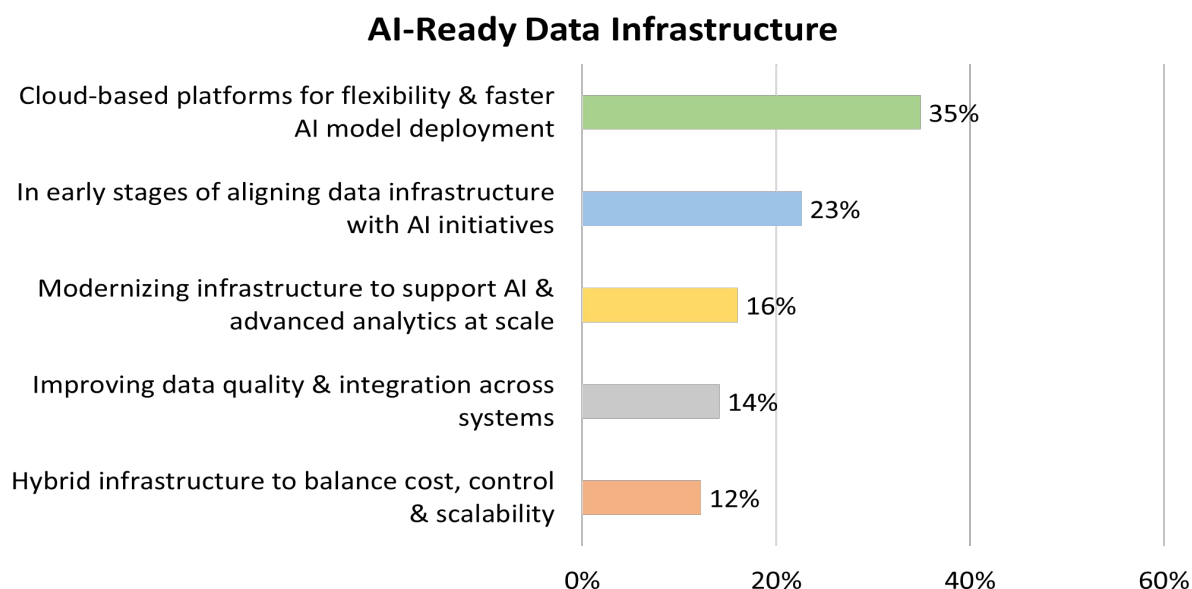 AI-Ready Data Infrastructure
Cloud-based platforms for flexibility & faster
AI model deployment
35%
In early stages of aligning data infrastructure
with AI initiatives
23%
Modernizing infrastructure to support AI &
advanced analytics at scale
16%
Improving data quality & integration across
systems
14%
Hybrid infrastructure to balance cost, control
& scalability
12%
0% 20% 40% 60%